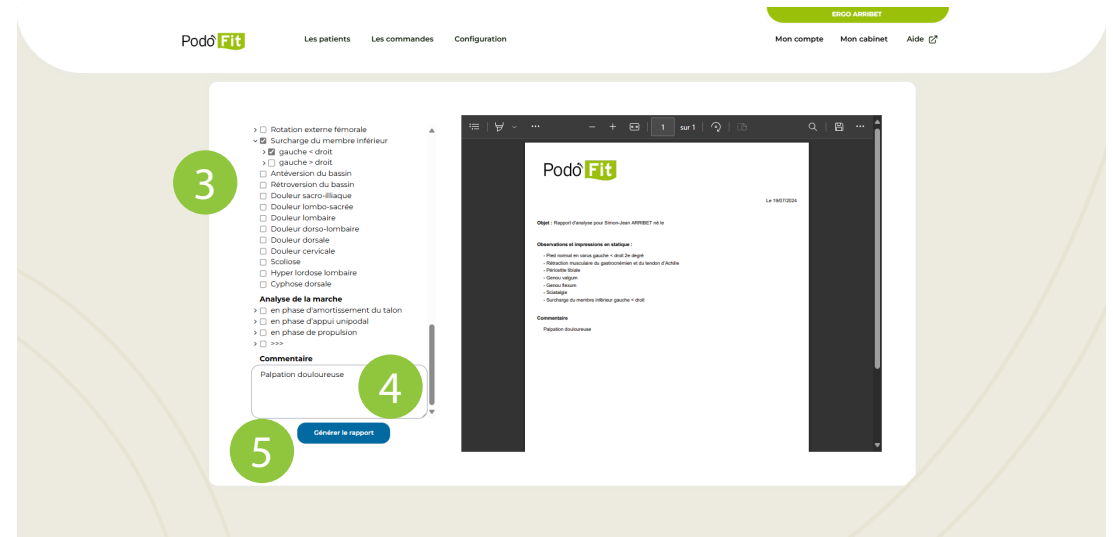 ERGO ARRIBET
Podô Fit
Les patients
Les commandes
Configuration
Mon compte
Mon cabinet
Aide
> Rotation externe fémorale
Surcharge du membre inférieur
> gauche < droit
> gauche > droit
Antéversion du bassin
Rétroversion du bassin
Douleur sacro-illiaque
Douleur lombo-sacrée
Douleur lombaire
Douleur dorso-lombaire
Douleur dorsale
Douleur cervicale
Scoliose
Hyper lordose lombaire
Cyphose dorsale
Analyse de la marche
> en phase d'amortissement du talon
> en phase d'appui unipodal
> en phase de propulsion
> >>>
Commentaire
Palpation douloureuse
Générer le rapport
3
4
5
1 sur 1
Podô Fit
Le 19/07/2024
Objet : Rapport d'analyse pour Simon-Jean ARRIBET né le
Observations et impressions en statique :
- Pied normal en varus gauche < droit 2e degré
- Rétraction musculaire du gastrocnémien et du tendon d'Achille
- Périostite tibiale
- Genou valgum
- Genou flexum
- Sciatalgie
- Surcharge du membre inférieur gauche < droit
Commentaire
Palpation douloureuse